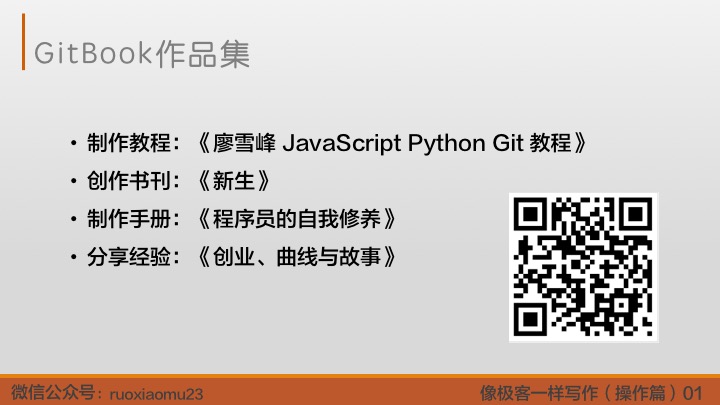 GitBook作品集
• 制作教程：《廖雪峰 JavaScript Python Git 教程》
• 创作书刊：《新生》
• 制作手册：《程序员的自我修养》
• 分享经验：《创业、曲线与故事》
微信公众号：ruoxiaomu23
像极客一样写作（操作篇）01